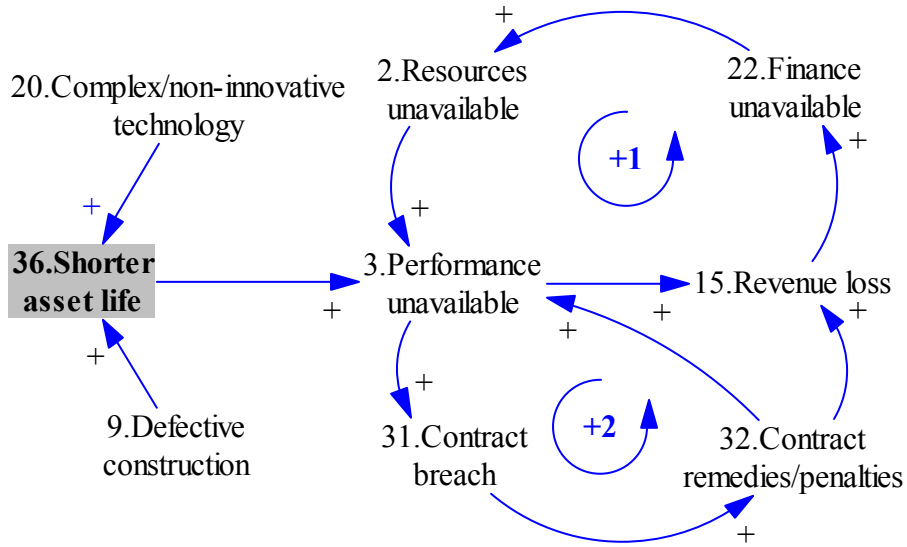 +
2.Resources
unavailable
22.Finance
unavailable
20.Complex/non-innovative
technology
+
+1
+
+
36.Shorter
asset life
3.Performance
unavailable
15.Revenue loss
+
+
+
+
+
+
9.Defective
construction
31.Contract
breach
+2
32.Contract
remedies/penalties
+